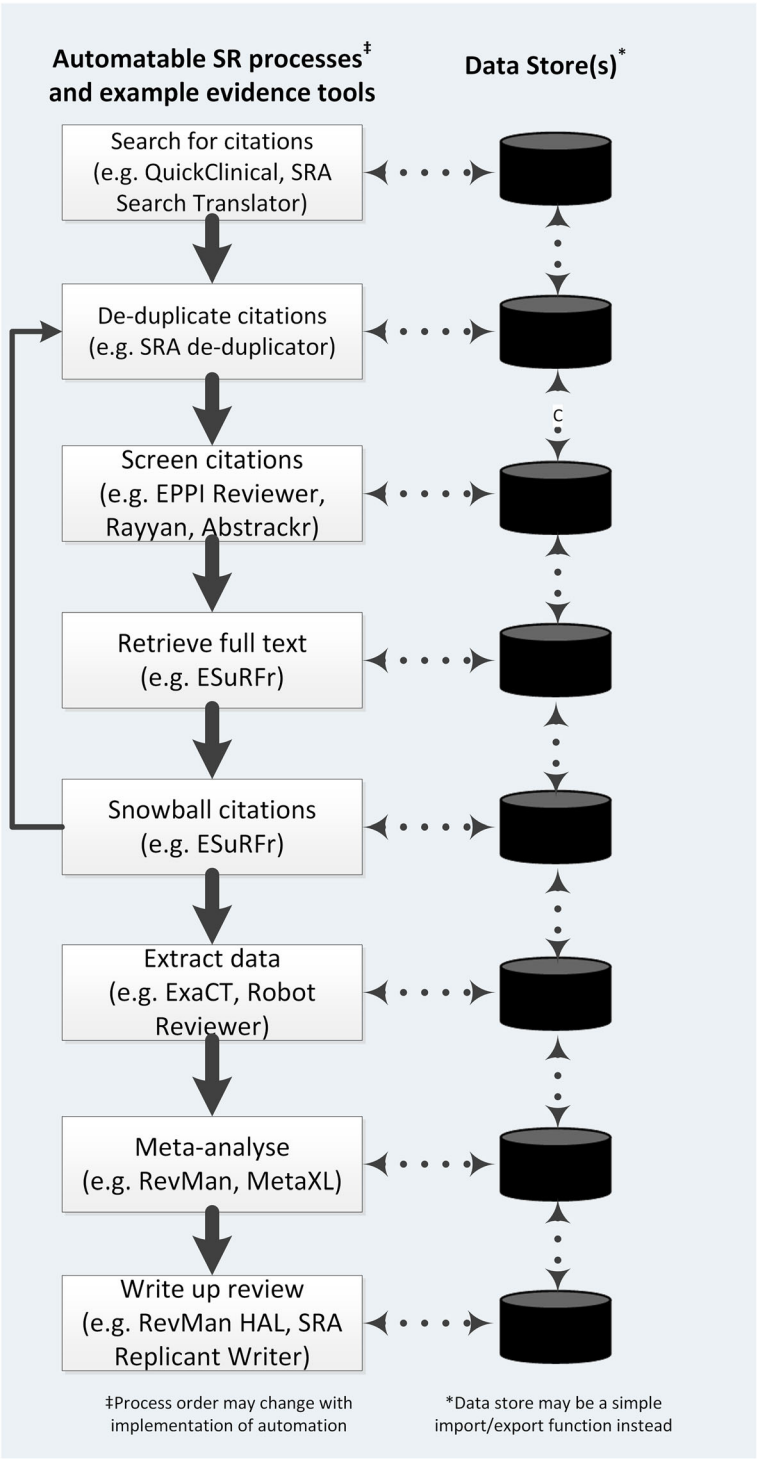 Automatable SR processes‡
and example evidence tools
Data Store(s)*
Search for citations
(e.g. QuickClinical, SRA
Search Translator)
De-duplicate citations
(e.g. SRA de-duplicator)
C
Screen citations
(e.g. EPPI Reviewer,
Rayyan, Abstrackr)
Retrieve full text
(e.g. ESuRFr)
Snowball citations
(e.g. ESuRFr)
Extract data
(e.g. ExaCT, Robot
Reviewer)
Meta-analyse
(e.g. RevMan, MetaXL)
Write up review
(e.g. RevMan HAL, SRA
Replicant Writer)
‡Process order may change with
implementation of automation
*Data store may be a simple
import/export function instead